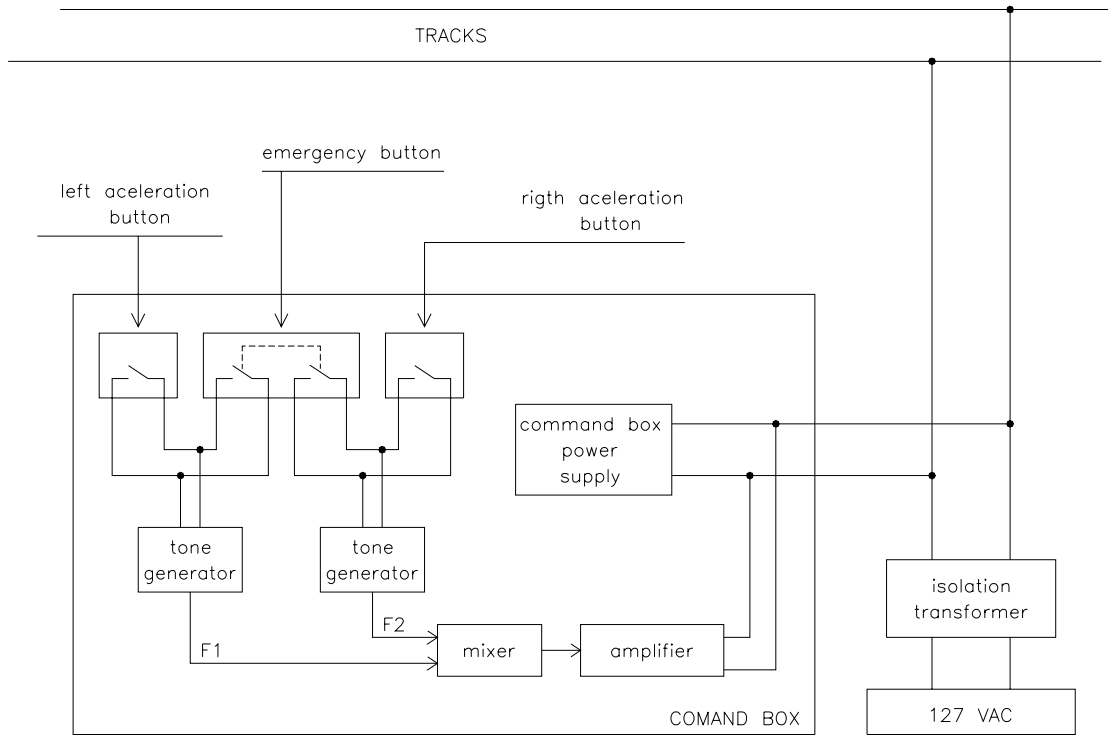 TRACKS
emergency button
left aceleration
button
rigth aceleration
button
command box
power
supply
tone
generator
tone
generator
isolation
transformer
F2
F1
mixer
amplifier
COMAND BOX
127 VAC